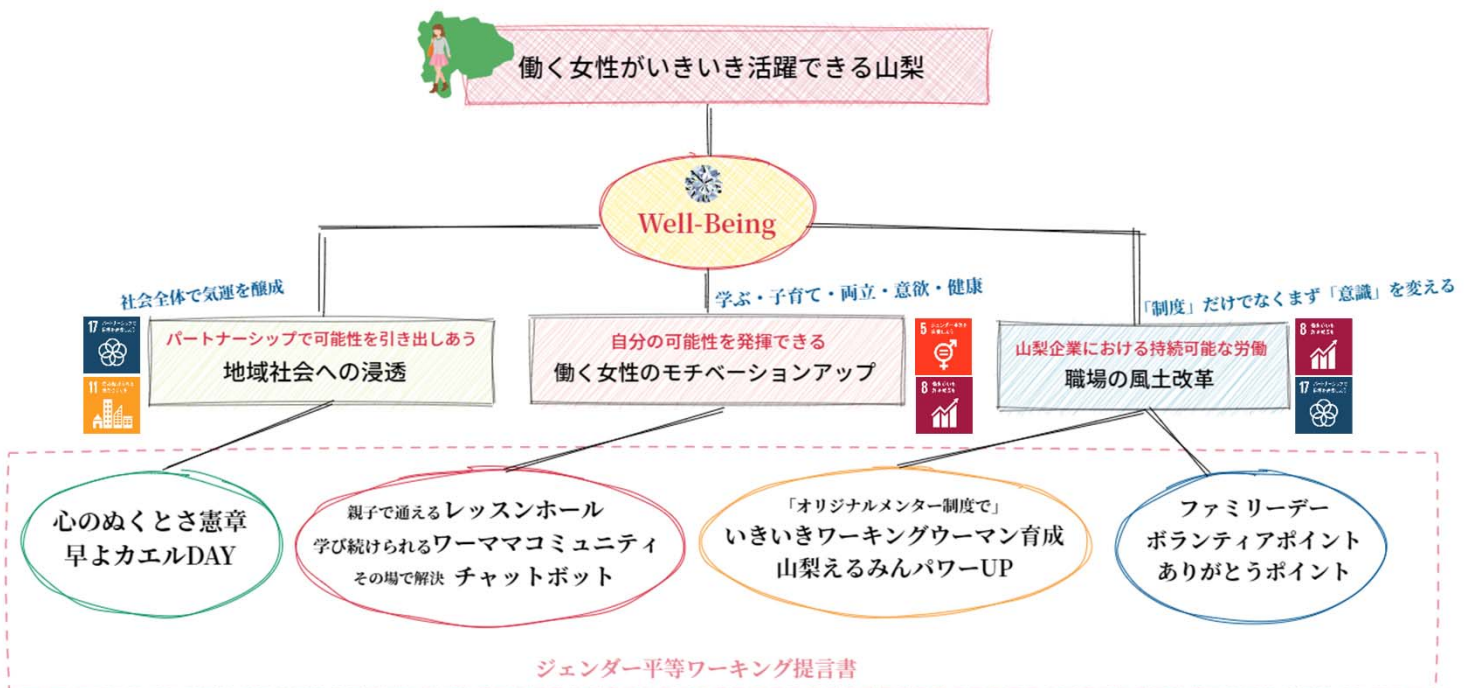 働く女性がいきいき活躍できる山梨
Well-Being
社会全体で気運を醸成
学ぶ・子育て・両立・意欲・健康
「制度」だけでなくまず「意識」を変える
17
11
パートナーシップで可能性を引き出しあう
地域社会への浸透
自分の可能性を発揮できる
働く女性のモチベーションアップ
5
8
山梨企業における持続可能な労働
職場の風土改革
8
17
心のぬくとさ憲章
早よカエルDAY
親子で通えるレッスンホール
学び続けられるワーママコミュニティ
その場で解決 チャットボット
「オリジナルメンター制度で」
いきいきワーキングウーマン育成
山梨えるみんパワーUP
ファミリーデー
ボランティアポイント
ありがとうポイント
ジェンダー平等ワーキング提言書